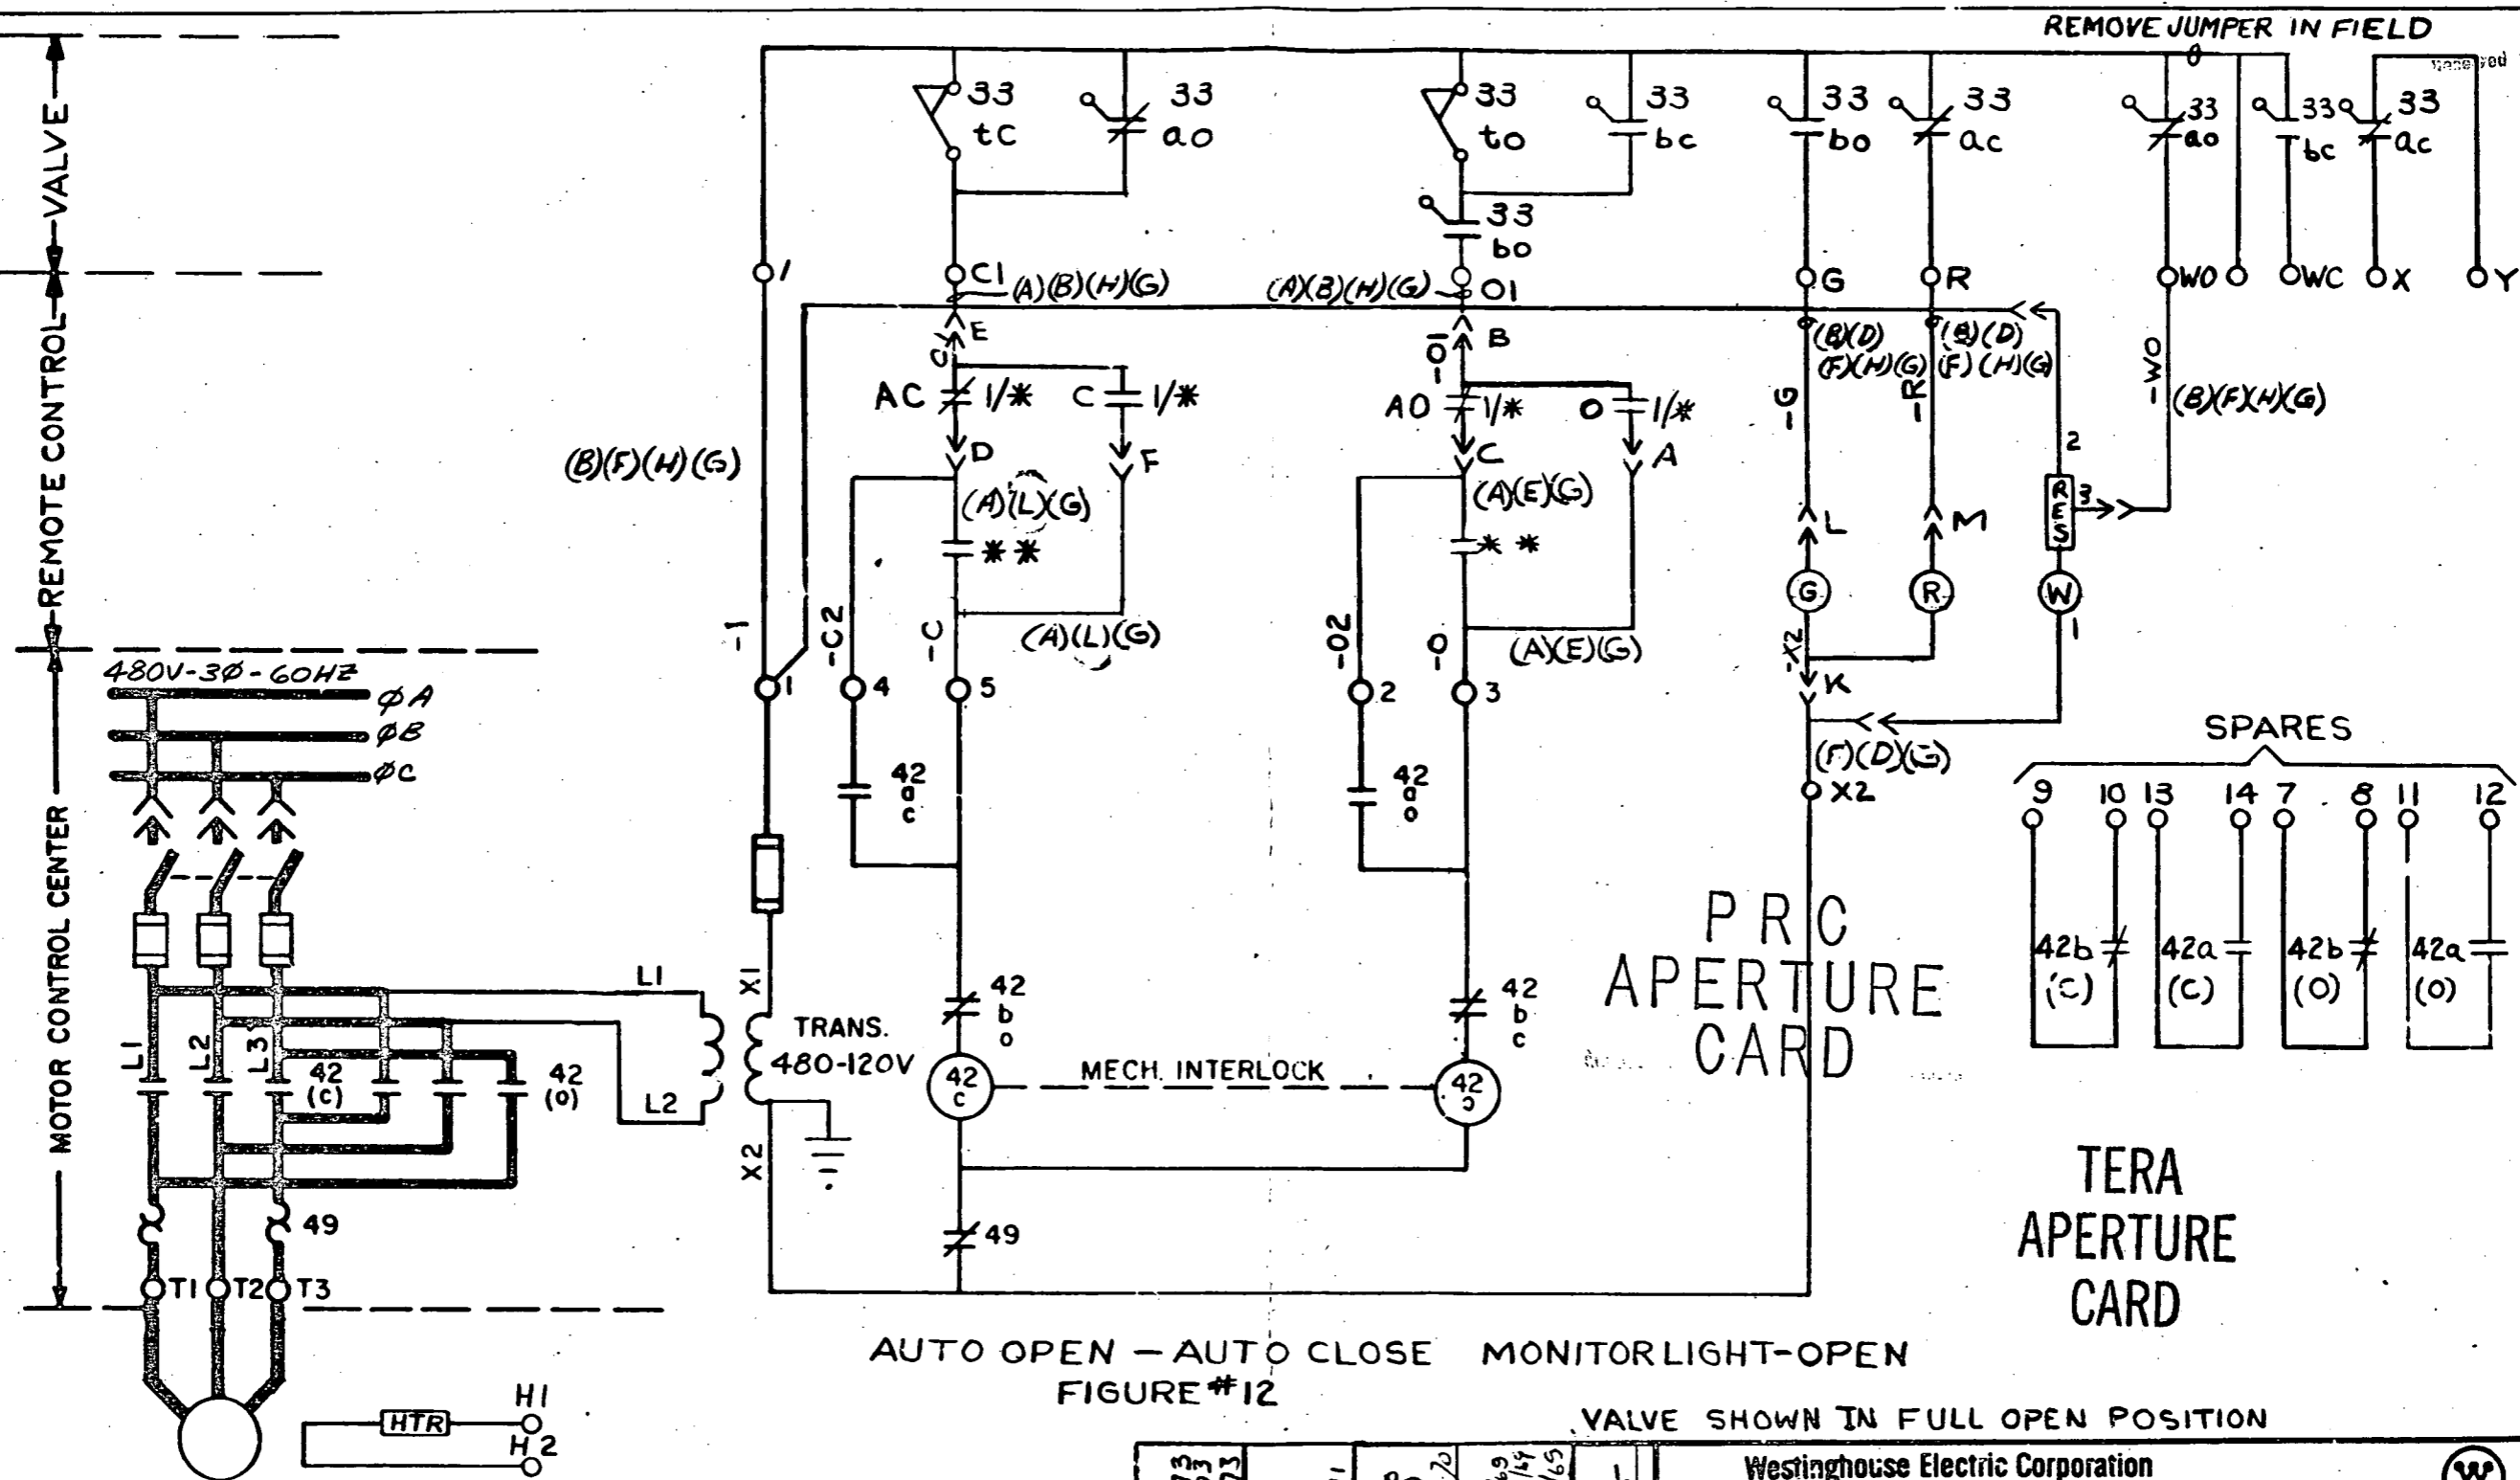 REMOVE JUMPER IN FIELD
VALVE
REMOTE CONTROL
MOTOR CONTROL CENTER
33 tc
33 ao
33 to
33 bc
33 bo
33 bo
33 ac
33 ao
33 bc
33 ac
1
C1
(A)(B)(H)(G)
(A)(B)(H)(G)
O1
G
R
WO
WC
X
Y
E
C
B
-O
(B)(D)
(F)(H)(G)
(B)(D)
(F)(H)(G)
-G
-R
-WO
(B)(F)(H)(G)
AC 1/*
C 1/*
AO 1/*
O 1/*
(B)(F)(H)(G)
D
F
C
A
2
(A)(L)(G)
(A)(E)(G)
RES
3
L
M
**
**
G
R
W
1
-1
-C2
-C
(A)(L)(G)
-O2
-O
(A)(E)(G)
-X2
K
480V-3Ø-60HZ
ØA
ØB
ØC
1
4
5
2
3
(F)(D)(G)
X2
SPARES
9 10 13 14 7 8 11 12
42 a c
42 a o
42b (C)
42a (C)
42b (O)
42a (O)
PRC
APERTURE
CARD
L1
X1
42 b o
42 b c
TRANS.
480-120V
L1
L2
L3
42 (C)
42 (O)
L2
42 c
MECH. INTERLOCK
42
X2
TERA
APERTURE
CARD
49
49
T1
T2
T3
AUTO OPEN - AUTO CLOSE MONITOR LIGHT-OPEN
FIGURE #12
HTR
H1
H2
VALVE SHOWN IN FULL OPEN POSITION
Westinghouse Electric Corporation
W